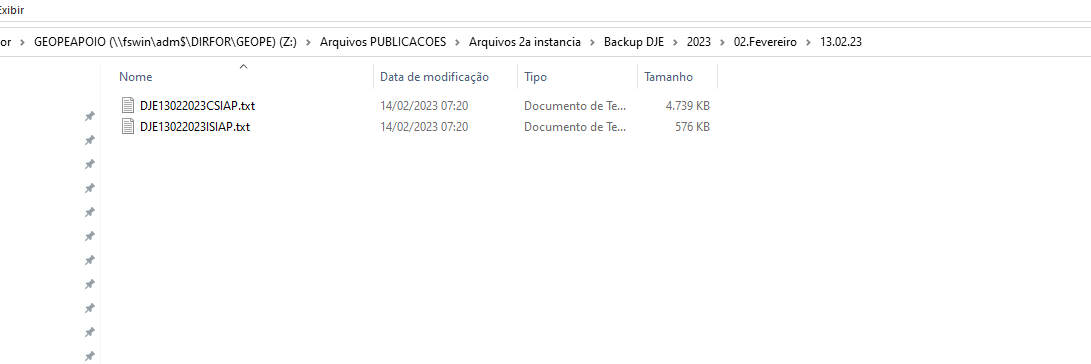 Exibir
or > GEOPEAPOIO (\\fswin\adm$\DIRFOR\GEOPE) (Z:) > Arquivos PUBLICACOES > Arquivos 2a instancia > Backup DJE > 2023 > 02.Fevereiro > 13.02.23
Nome Data de modificação Tipo Tamanho
DJE13022023CSIAP.txt 14/02/2023 07:20 Documento de Te... 4.739 KB
DJE13022023ISIAP.txt 14/02/2023 07:20 Documento de Te... 576 KB